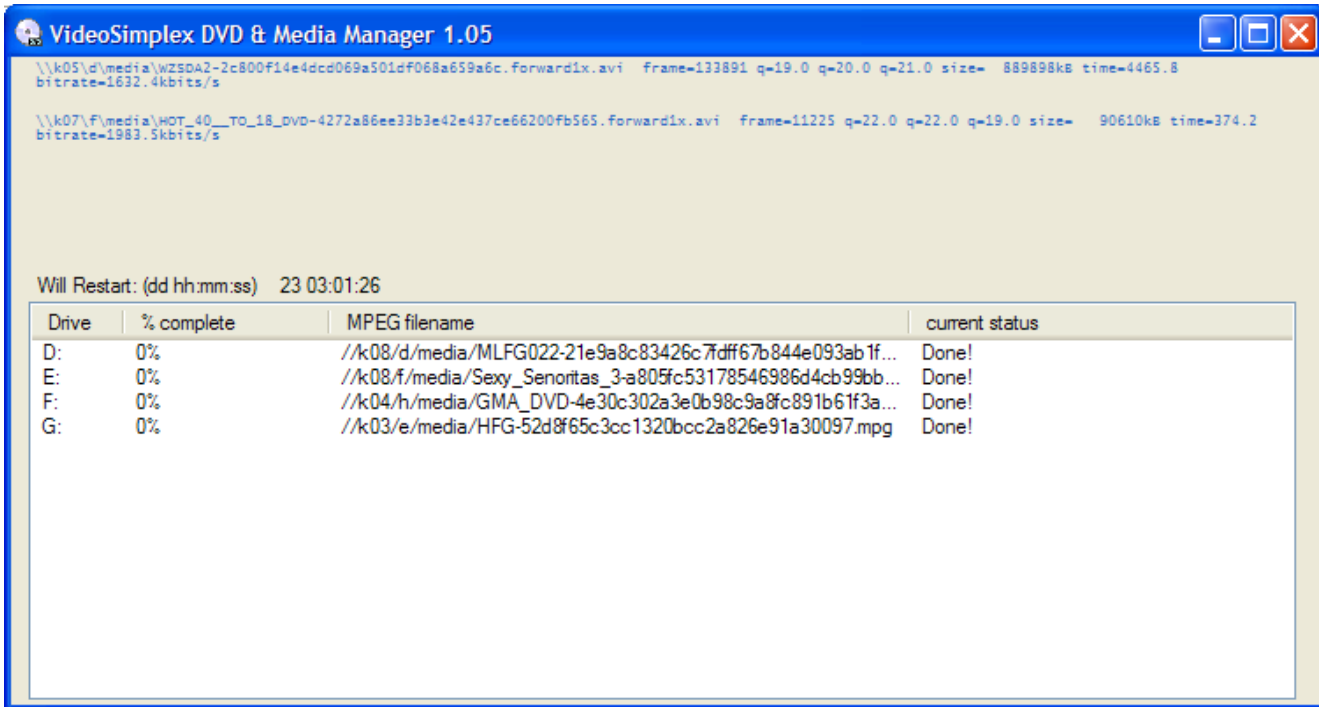 VideoSimplex DVD & Media Manager 1.05
\\k05\d\media\WZSDA2-2c800f14e4dcd069a501df068a659a6c.forward1x.avi  frame=133891 q=19.0 q=20.0 q=21.0 size=  889898kB time=4465.8
bitrate=1632.4kbits/s
\\k07\f\media\HOT_40__TO_18_DVD-4272a86ee33b3e42e437ce66200fb565.forward1x.avi  frame=11225 q=22.0 q=22.0 q=19.0 size=   90610kB time=374.2
bitrate=1983.5kbits/s
Will Restart: (dd hh:mm:ss) 23 03:01:26
Drive % complete MPEG filename current status
D: 0% //k08/d/media/MLFG022-21e9a8c83426c7fdff67b844e093ab1f... Done!
E: 0% //k08/f/media/Sexy_Senoritas_3-a805fc53178546986d4cb99bb... Done!
F: 0% //k04/h/media/GMA_DVD-4e30c302a3e0b98c9a8fc891b61f3a... Done!
G: 0% //k03/e/media/HFG-52d8f65c3cc1320bcc2a826e91a30097.mpg Done!